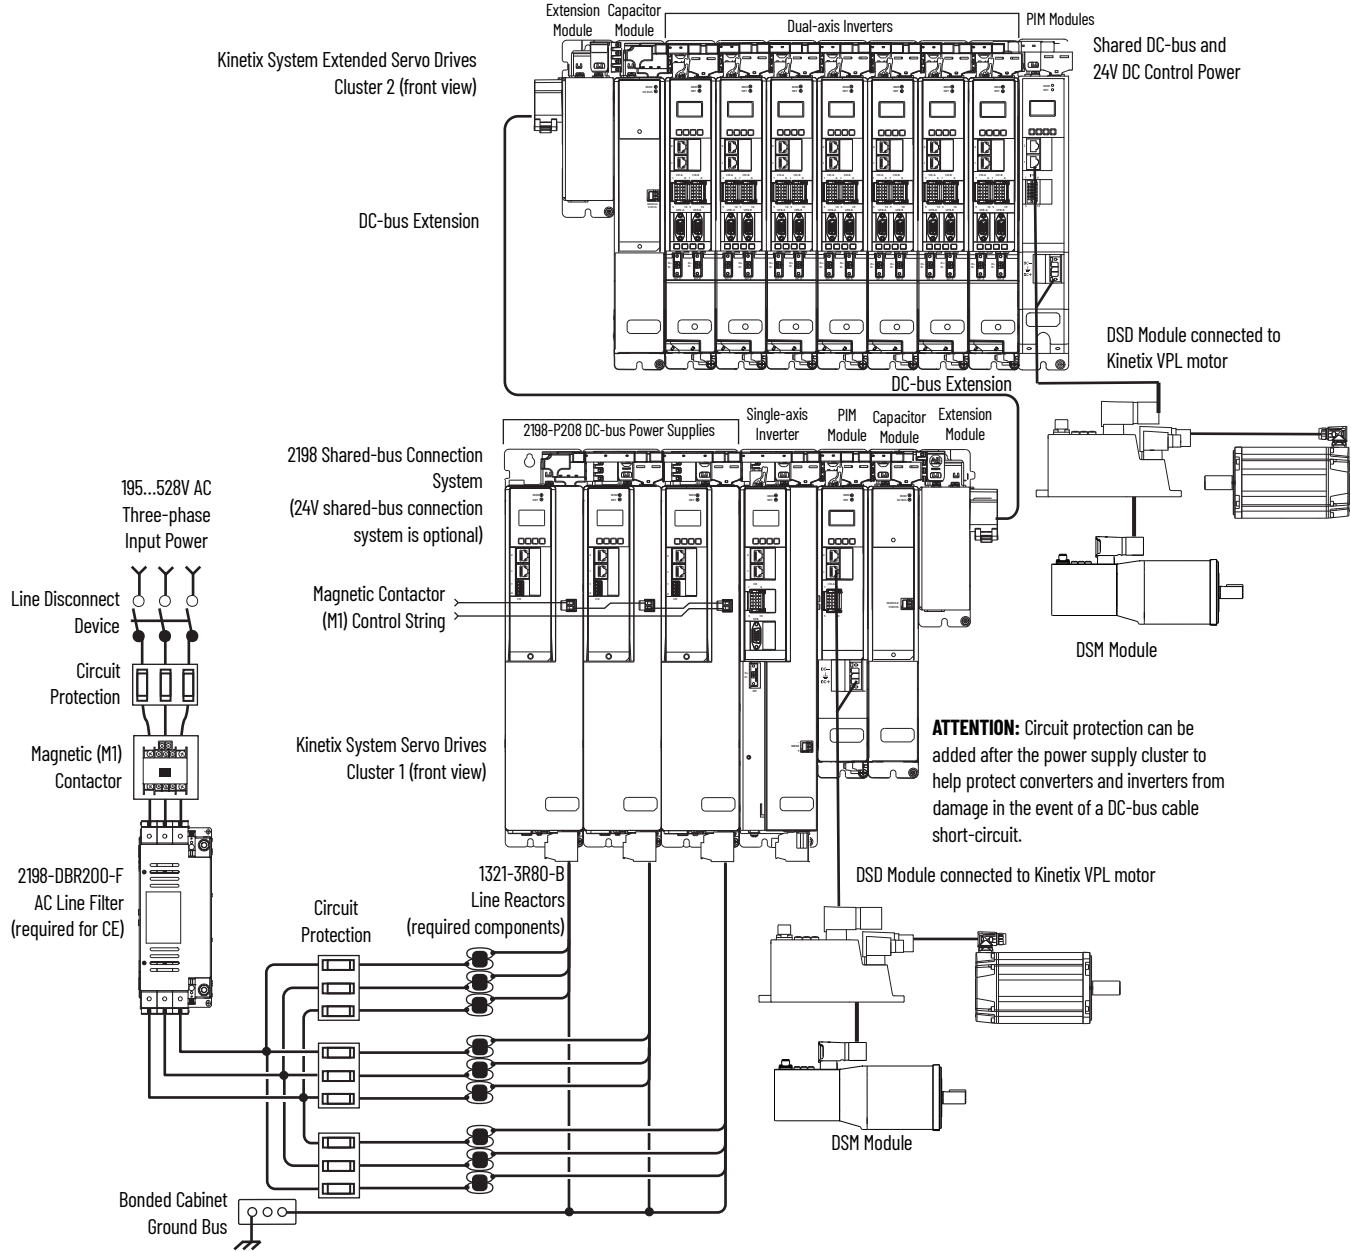 Extension
Module
Capacitor
Module
Dual-axis Inverters
PIM Modules
Shared DC-bus and
24V DC Control Power
Kinetix System Extended Servo Drives
Cluster 2 (front view)
DC-bus Extension
DSD Module connected to
Kinetix VPL motor
DC-bus Extension
2198-P208 DC-bus Power Supplies
Single-axis
Inverter
PIM
Module
Capacitor
Module
Extension
Module
2198 Shared-bus Connection
System
(24V shared-bus connection
system is optional)
195...528V AC
Three-phase
Input Power
Line Disconnect
Device
Magnetic Contactor
(M1) Control String
DSM Module
Circuit
Protection
Magnetic (M1)
Contactor
Kinetix System Servo Drives
Cluster 1 (front view)
ATTENTION: Circuit protection can be
added after the power supply cluster to
help protect converters and inverters from
damage in the event of a DC-bus cable
short-circuit.
2198-DBR200-F
AC Line Filter
(required for CE)
Circuit
Protection
1321-3R80-B
Line Reactors
(required components)
DSD Module connected to Kinetix VPL motor
DSM Module
Bonded Cabinet
Ground Bus